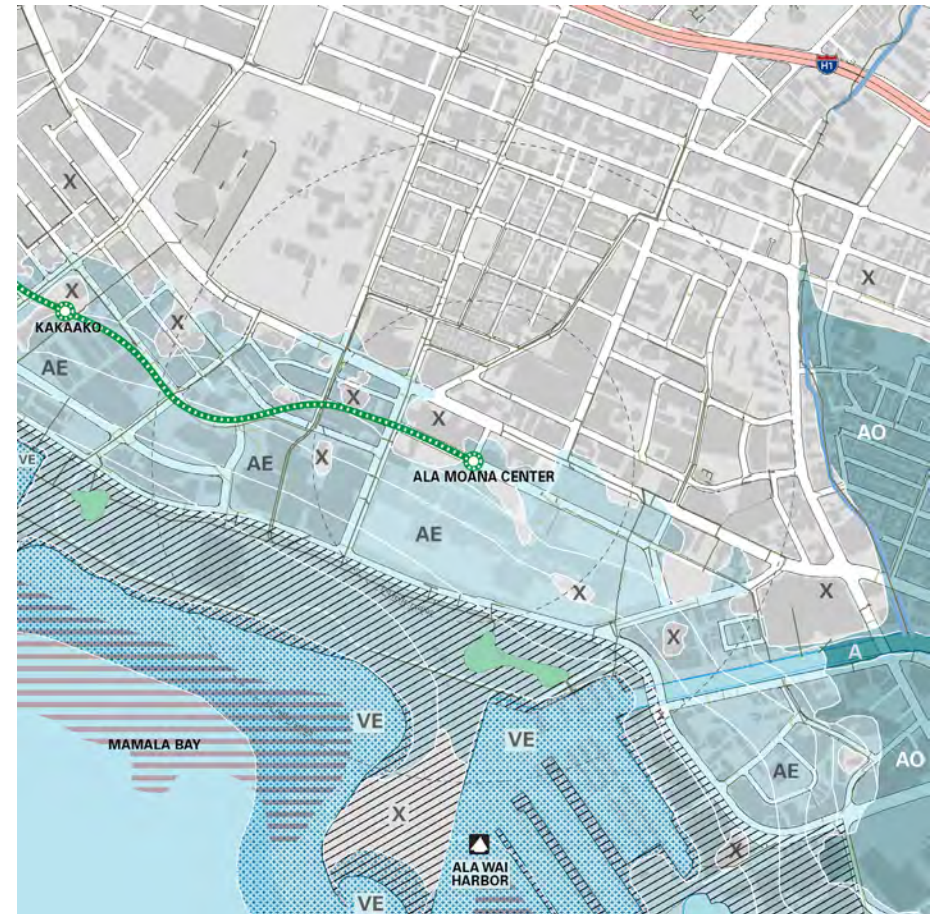 H1
X
X
X
X
KAKAAKO
AE
X
X
AO
VE
AE
X
ALA MOANA CENTER
AE
X
X
X
A
VE
VE
MAMALA BAY
AO
AE
X
X
ALA WAI
HARBOR
VE